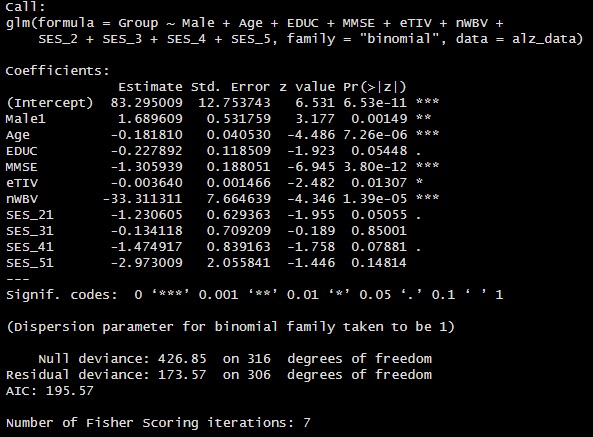 Call:
glm(formula = Group ~ Male + Age + EDUC + MMSE + eTIV + nWBV +
    SES_2 + SES_3 + SES_4 + SES_5, family = "binomial", data = alz_data)

Coefficients:
              Estimate Std. Error z value Pr(>|z|)
(Intercept)  83.295009  12.753743   6.531 6.53e-11 ***
Male1         1.689609   0.531759   3.177  0.00149 **
Age          -0.181810   0.040530  -4.486 7.26e-06 ***
EDUC         -0.227892   0.118509  -1.923  0.05448 .
MMSE         -1.305939   0.188051  -6.945 3.80e-12 ***
eTIV         -0.003640   0.001466  -2.482  0.01307 *
nWBV        -33.311311   7.664639  -4.346 1.39e-05 ***
SES_21       -1.230605   0.629363  -1.955  0.05055 .
SES_31       -0.134118   0.709209  -0.189  0.85001
SES_41       -1.474917   0.839163  -1.758  0.07881 .
SES_51       -2.973009   2.055841  -1.446  0.14814
---
Signif. codes:  0 ‘***’ 0.001 ‘**’ 0.01 ‘*’ 0.05 ‘.’ 0.1 ‘ ’ 1

(Dispersion parameter for binomial family taken to be 1)

    Null deviance: 426.85  on 316  degrees of freedom
Residual deviance: 173.57  on 306  degrees of freedom
AIC: 195.57

Number of Fisher Scoring iterations: 7